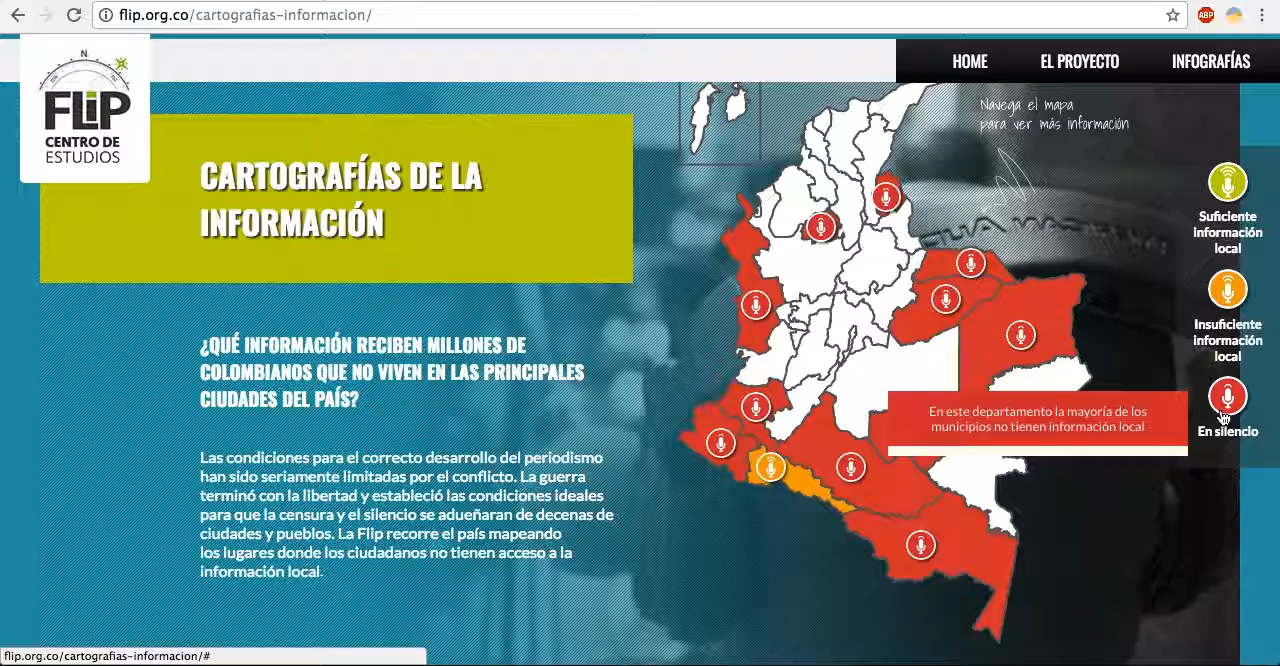 flip.org.co/cartografias-informacion/
ABP
HOME
EL PROYECTO
INFOGRAFÍAS
N
FLiP
CENTRO DE
ESTUDIOS
CARTOGRAFÍAS DE LA
INFORMACIÓN
¿QUÉ INFORMACIÓN RECIBEN MILLONES DE
COLOMBIANOS QUE NO VIVEN EN LAS PRINCIPALES
CIUDADES DEL PAÍS?
Las condiciones para el correcto desarrollo del periodismo
han sido seriamente limitadas por el conflicto. La guerra
terminó con la libertad y estableció las condiciones ideales
para que la censura y el silencio se adueñaran de decenas de
ciudades y pueblos. La Flip recorre el país mapeando
los lugares donde los ciudadanos no tienen acceso a la
información local.
Navega el mapa
para ver más información
Suficiente
información
local
Insuficiente
información
local
En silencio
En este departamento la mayoría de los
municipios no tienen información local
flip.org.co/cartografias-informacion/#